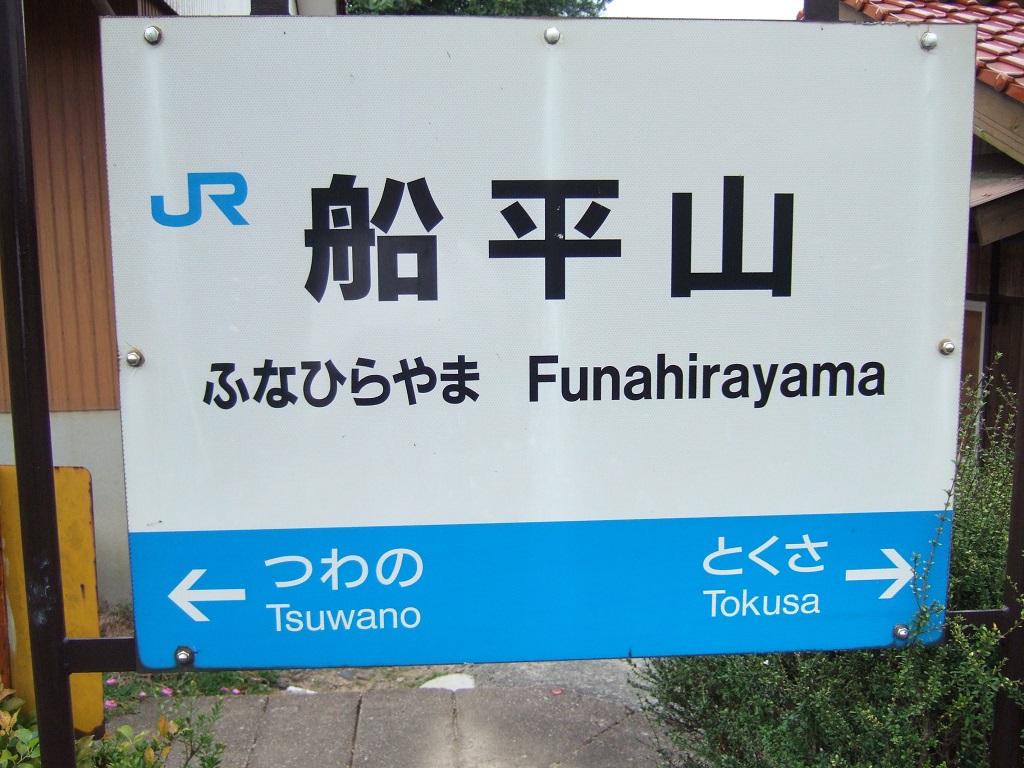 JR 船平山
ふなひらやま Funahirayama
← つわの とくさ →
Tsuwano Tokusa